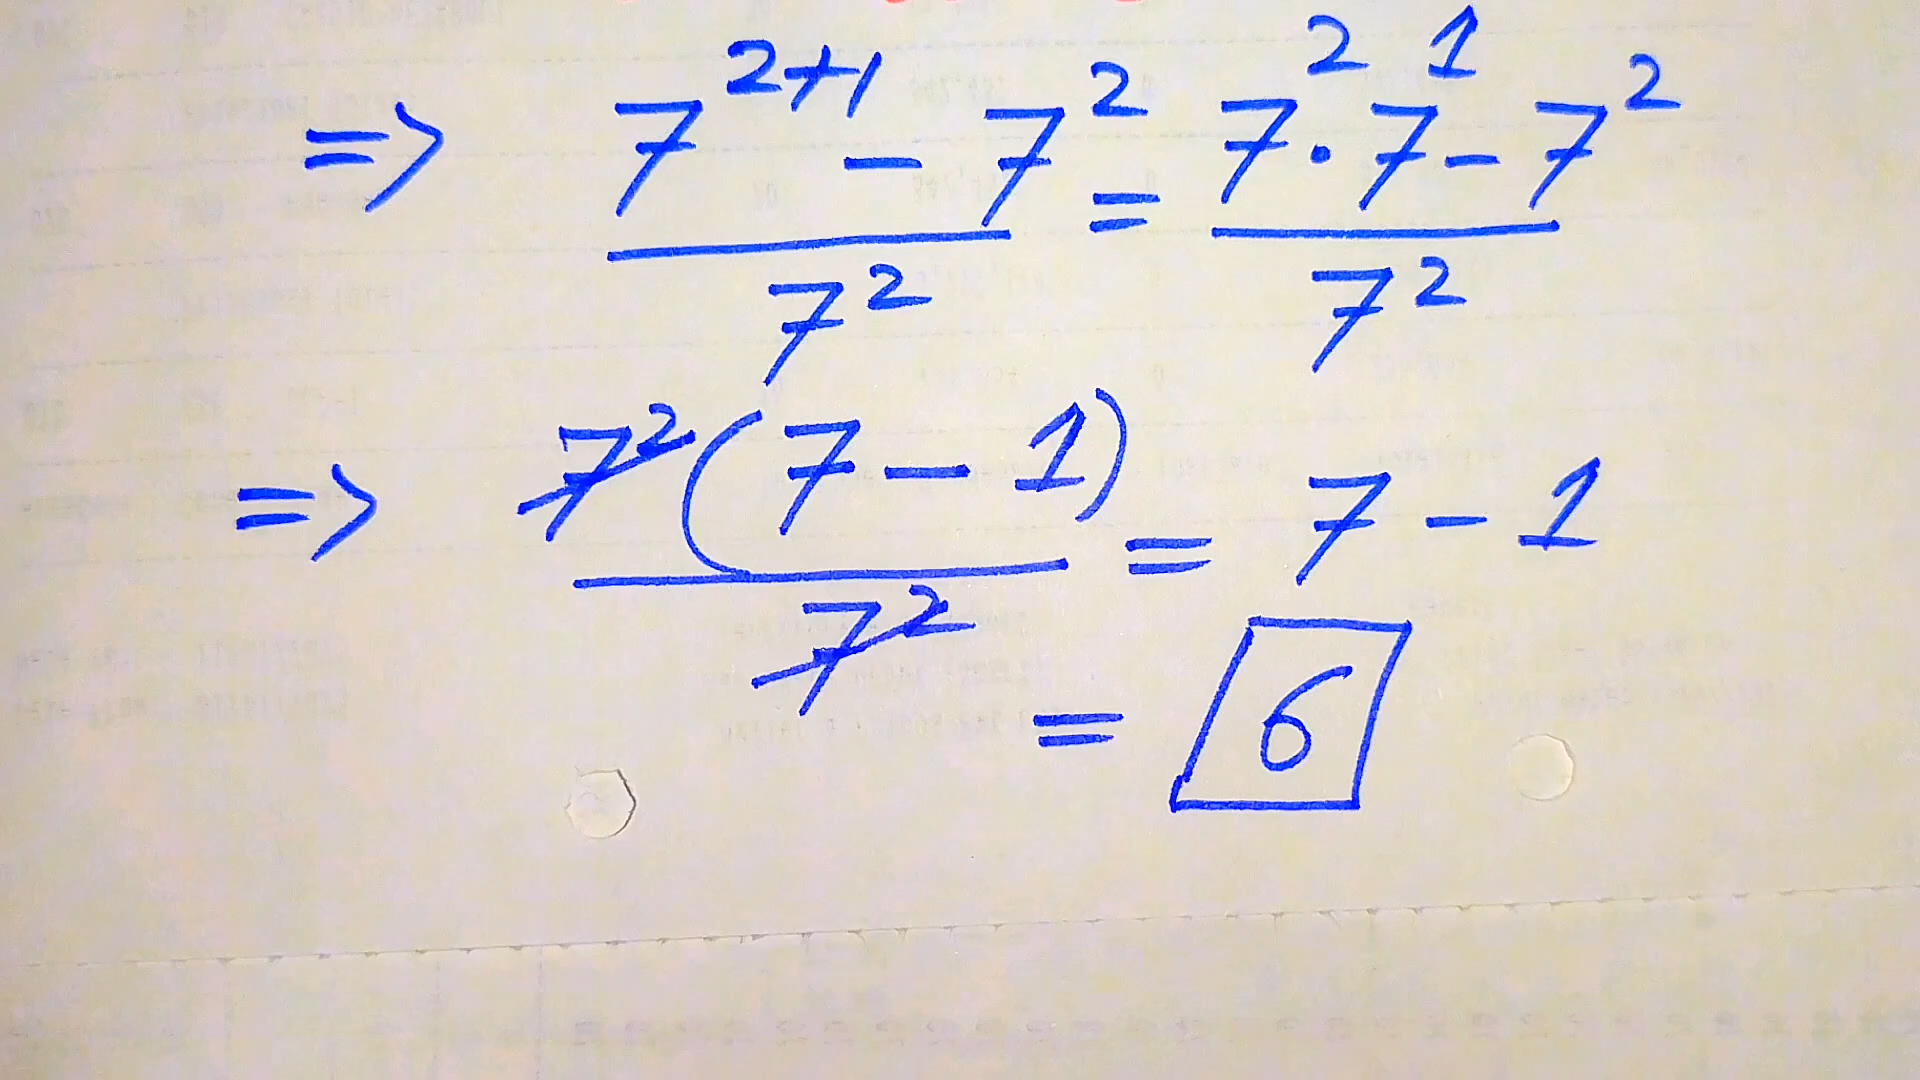 => (7^{2+1} - 7^2) / 7^2 = (7^2 · 7^1 - 7^2) / 7^2
=> 7^2 (7 - 1) / 7^2 = 7 - 1
= 6